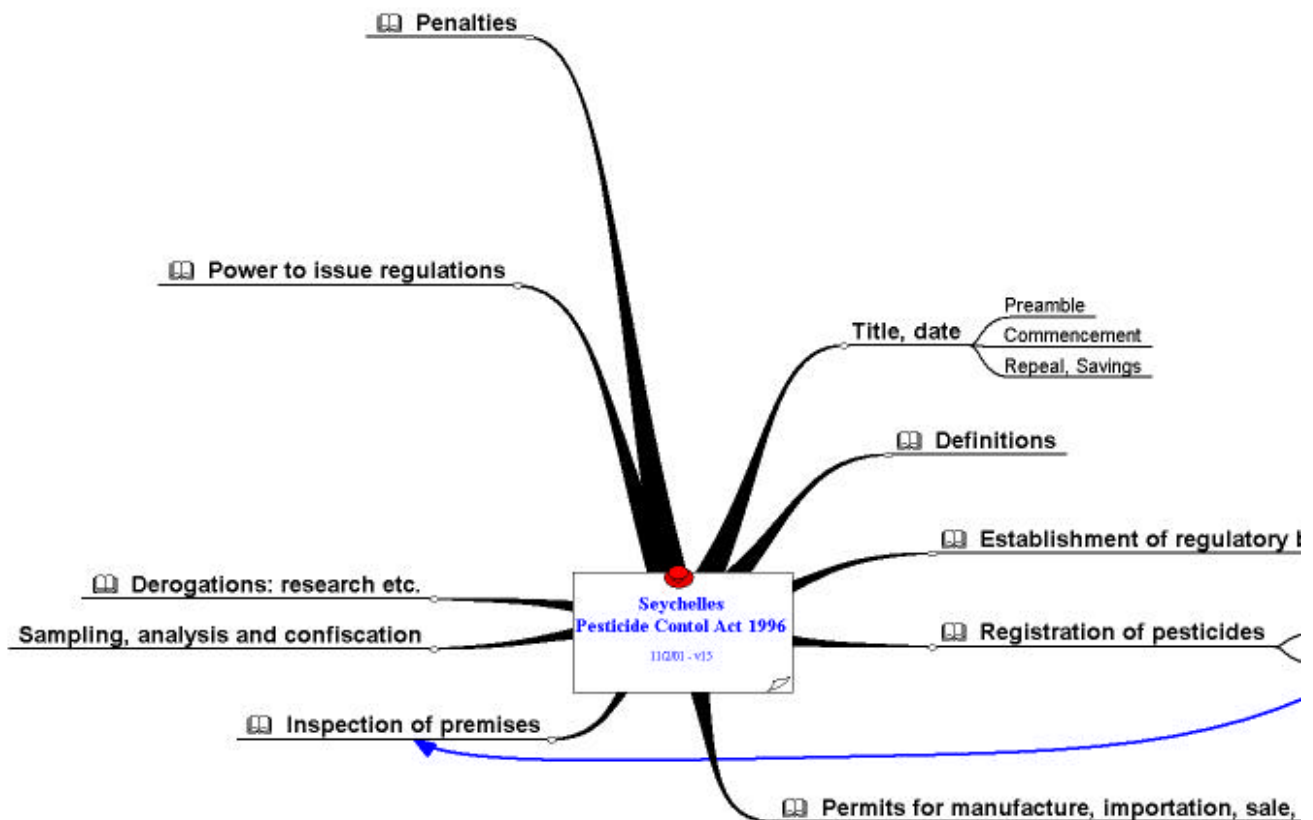 Penalties
Power to issue regulations
Title, date
Preamble
Commencement
Repeal, Savings
Definitions
Establishment of regulatory b
Derogations: research etc.
Sampling, analysis and confiscation
Seychelles
Pesticide Contol Act 1996
v15
Registration of pesticides
Inspection of premises
Permits for manufacture, importation, sale,